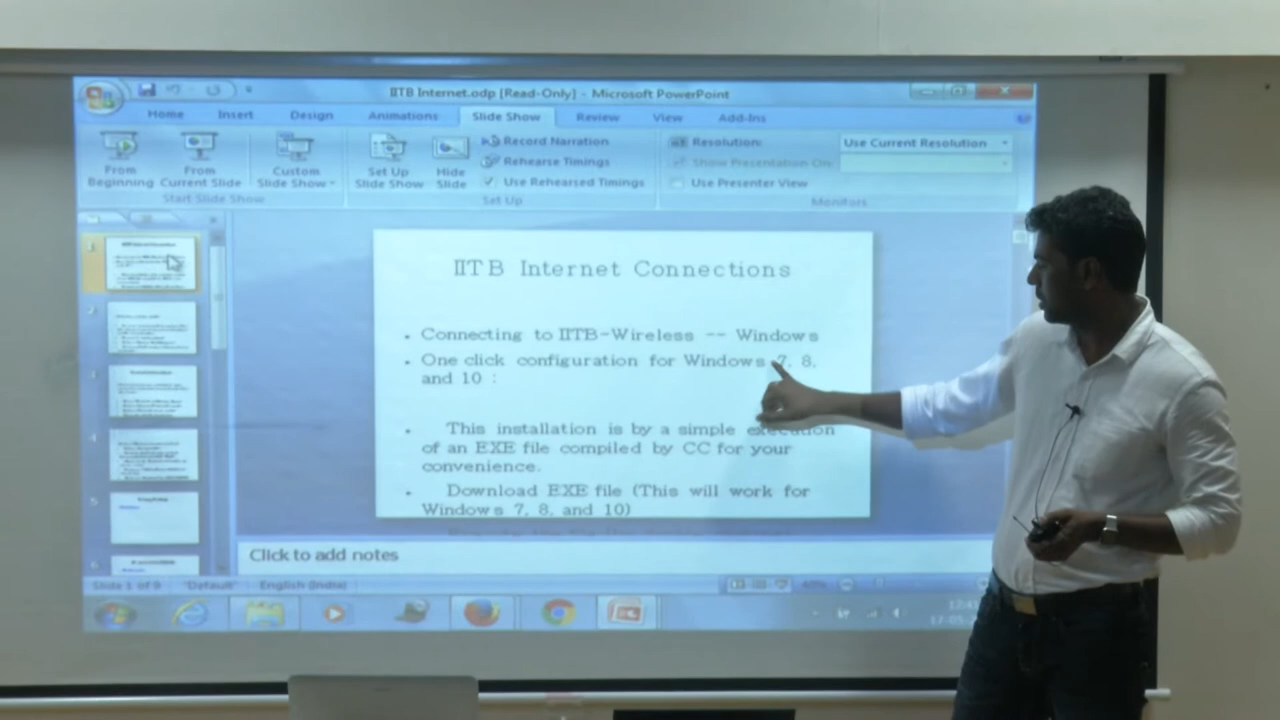 IITB Internet.odp [Read-Only] - Microsoft PowerPoint
Home Insert Design Animations Slide Show Review View Add-Ins
From Beginning
From Current Slide
Custom Slide Show
Start Slide Show
Set Up Slide Show
Hide Slide
Record Narration
Rehearse Timings
Use Rehearsed Timings
Set Up
Resolution: Use Current Resolution
Show Presentation On:
Use Presenter View
Monitors
IITB Internet Connections
• Connecting to IITB-Wireless -- Windows
• One click configuration for Windows 7, 8,
and 10 :
• This installation is by a simple execution
of an EXE file compiled by CC for your
convenience.
• Download EXE file (This will work for
Windows 7, 8, and 10)
Click to add notes
Slide 1 of 9 "Default" English (India)